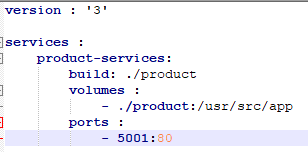 version : '3'
services :
product-services:
build: ./product
volumes :
- ./product:/usr/src/app
ports :
- 5001:80